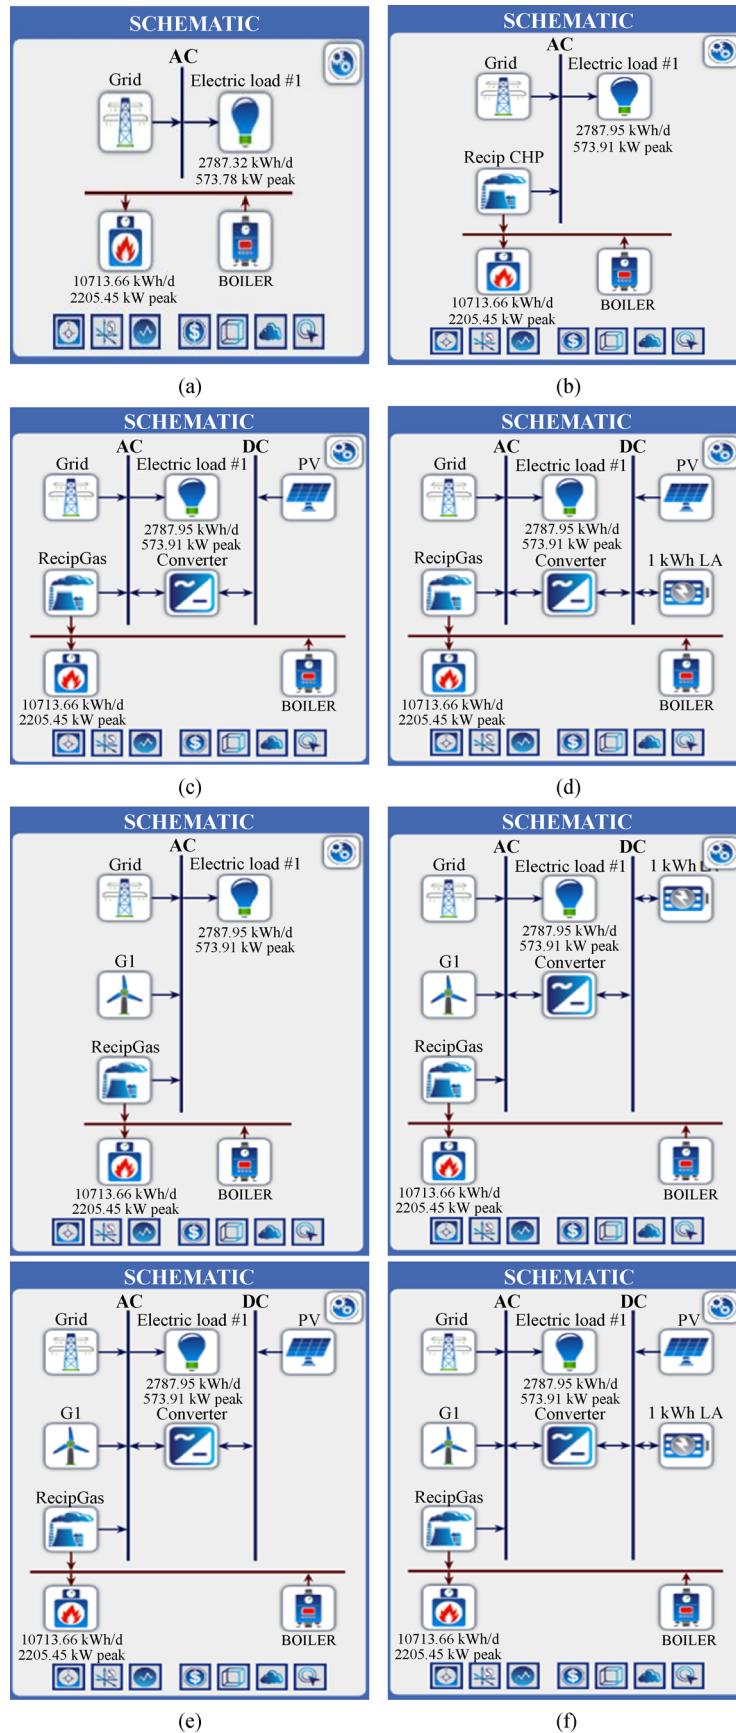 SCHEMATIC
AC
Grid
Electric load #1
2787.32 kWh/d
573.78 kW peak
10713.66 kWh/d
2205.45 kW peak
BOILER
(a)
SCHEMATIC
AC
Grid
Electric load #1
2787.95 kWh/d
573.91 kW peak
Recip CHP
10713.66 kWh/d
2205.45 kW peak
BOILER
(b)
SCHEMATIC
AC
DC
Grid
Electric load #1
PV
2787.95 kWh/d
573.91 kW peak
RecipGas
Converter
10713.66 kWh/d
2205.45 kW peak
BOILER
(c)
SCHEMATIC
AC
DC
Grid
Electric load #1
PV
2787.95 kWh/d
573.91 kW peak
RecipGas
Converter
1 kWh LA
10713.66 kWh/d
2205.45 kW peak
BOILER
(d)
SCHEMATIC
AC
Grid
Electric load #1
2787.95 kWh/d
573.91 kW peak
G1
RecipGas
10713.66 kWh/d
2205.45 kW peak
BOILER
SCHEMATIC
AC
DC
Grid
Electric load #1
1 kWh LA
2787.95 kWh/d
573.91 kW peak
G1
Converter
RecipGas
10713.66 kWh/d
2205.45 kW peak
BOILER
SCHEMATIC
AC
DC
Grid
Electric load #1
PV
2787.95 kWh/d
573.91 kW peak
G1
Converter
RecipGas
10713.66 kWh/d
2205.45 kW peak
BOILER
(e)
SCHEMATIC
AC
DC
Grid
Electric load #1
PV
2787.95 kWh/d
573.91 kW peak
G1
Converter
1 kWh LA
RecipGas
10713.66 kWh/d
2205.45 kW peak
BOILER
(f)